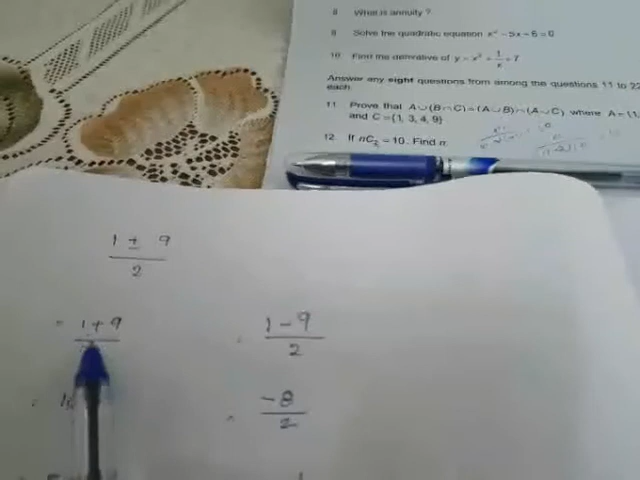 8 What is annuity ?
9 Solve the quadratic equation x² – 5x – 6 = 0
10 Find the derivative of y = x³ + 1/x + 7
Answer any eight questions from among the questions 11 to 22
each.
11 Prove that A∪(B∩C)=(A∪B)∩(A∪C) where A={1,
and C={1, 3, 4, 9}
12 If nC₂ = 10. Find n.
1 ± 9
2
= 1 + 9
1 - 9
2
-8
2